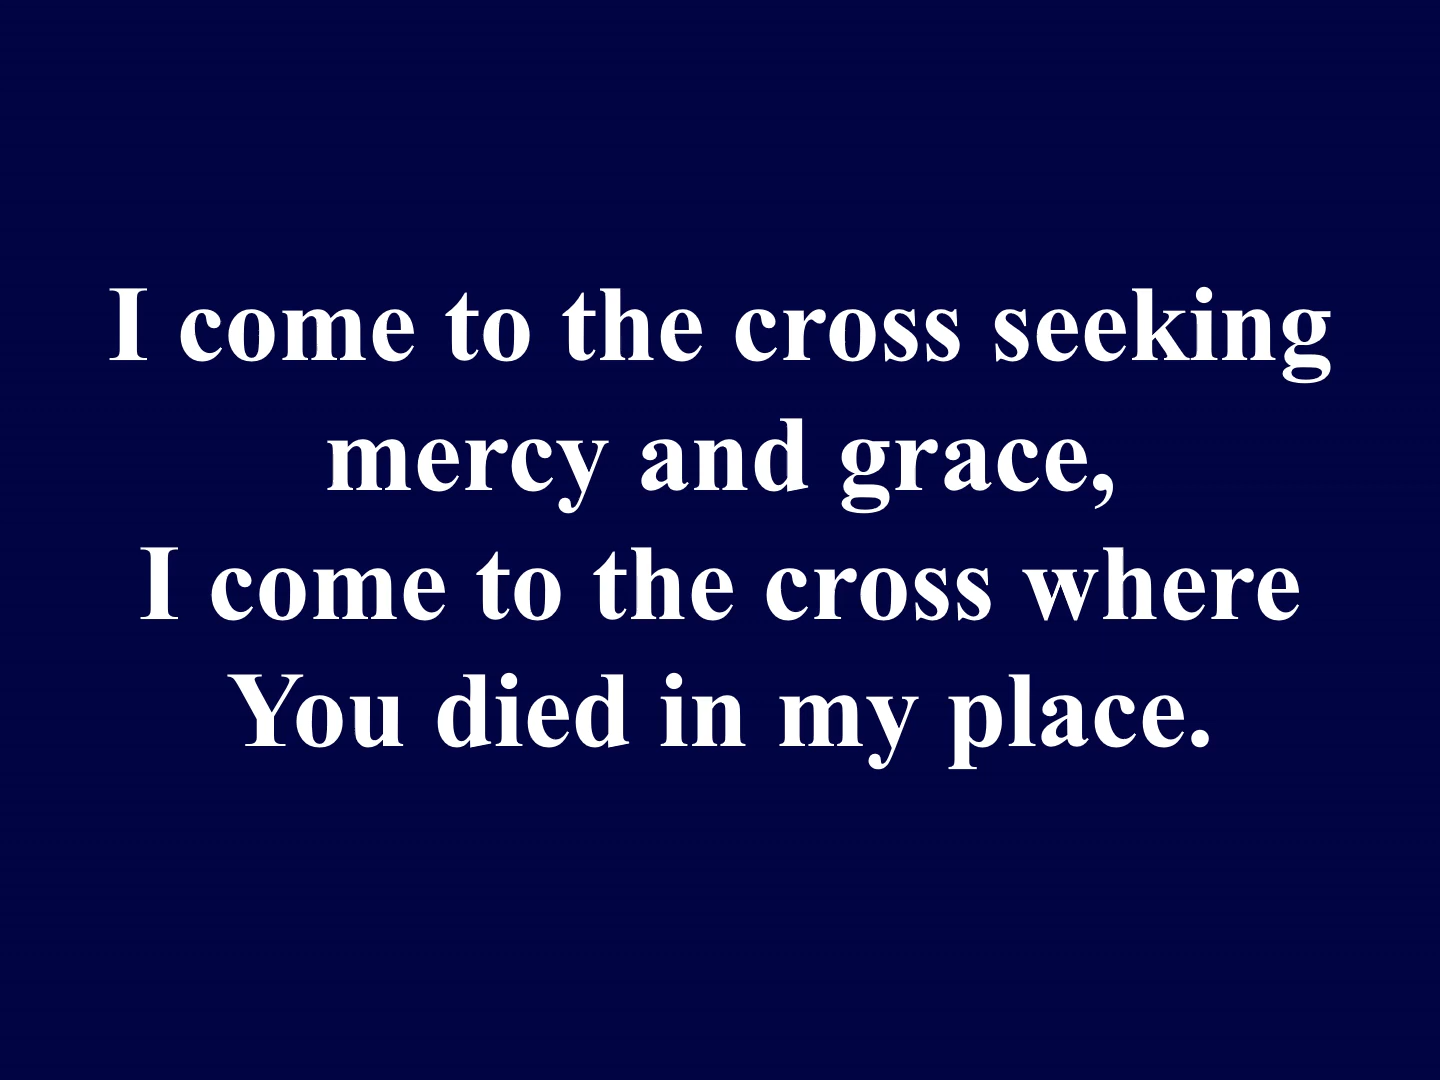 I come to the cross seeking
mercy and grace,
I come to the cross where
You died in my place.